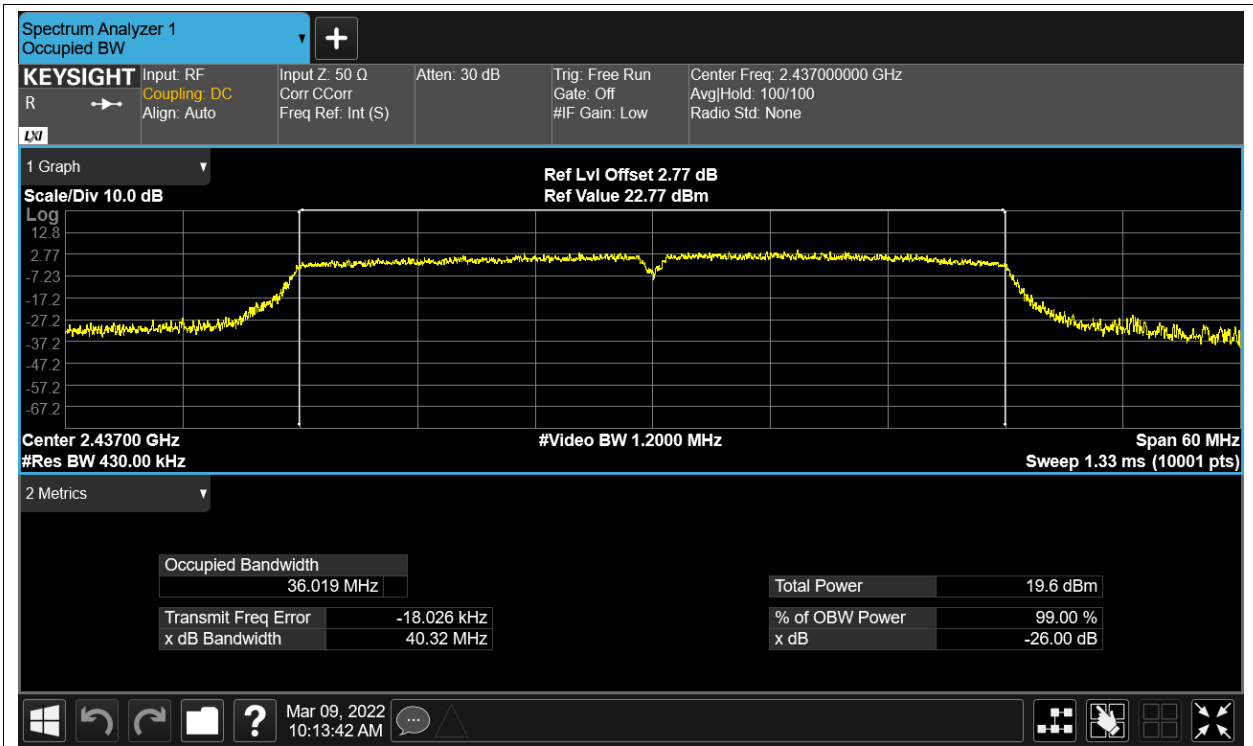 Spectrum Analyzer 1
Occupied BW
KEYSIGHT
R
LXI
Input: RF
Coupling: DC
Align: Auto
Input Z: 50 Ω
Corr CCorr
Freq Ref: Int (S)
Atten: 30 dB
Trig: Free Run
Gate: Off
#IF Gain: Low
Center Freq: 2.437000000 GHz
Avg|Hold: 100/100
Radio Std: None
1 Graph
Scale/Div 10.0 dB
Ref Lvl Offset 2.77 dB
Ref Value 22.77 dBm
Log
12.8
2.77
-7.23
-17.2
-27.2
-37.2
-47.2
-57.2
-67.2
Center 2.43700 GHz
#Video BW 1.2000 MHz
Span 60 MHz
#Res BW 430.00 kHz
Sweep 1.33 ms (10001 pts)
2 Metrics
Occupied Bandwidth
36.019 MHz
Total Power 19.6 dBm
Transmit Freq Error -18.026 kHz
% of OBW Power 99.00 %
x dB Bandwidth 40.32 MHz
x dB -26.00 dB
?
Mar 09, 2022
10:13:42 AM